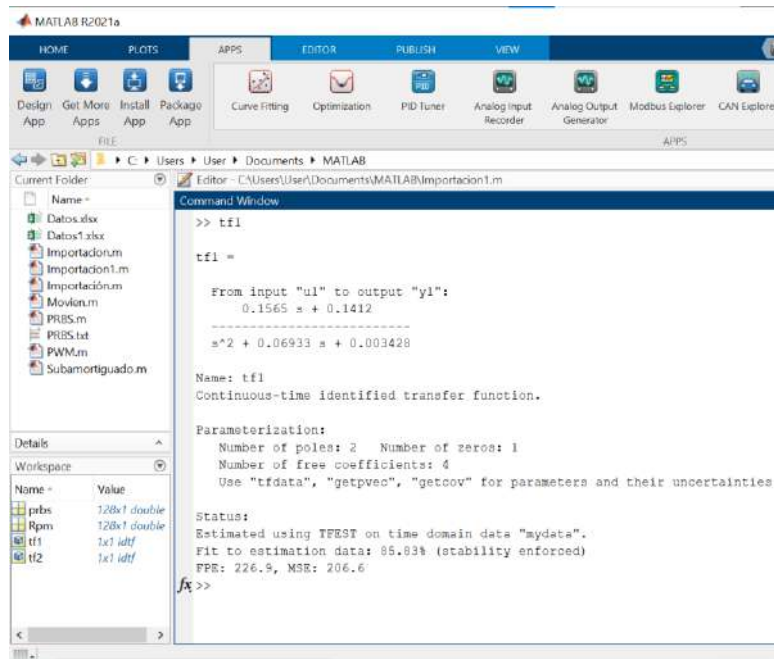 MATLAB R2021a
HOME PLOTS APPS EDITOR PUBLISH VIEW
Design App
Get More Apps
Install App
Package App
Curve Fitting
Optimization
PID Tuner
Analog Input Recorder
Analog Output Generator
Modbus Explorer
CAN Explore
FILE APPS
C: Users User Documents MATLAB
Current Folder
Name
Datos.xlsx
Datos1.xlsx
Importacion.m
Importacion1.m
Importación.m
Movien.m
PRBS.m
PRBS.txt
PWM.m
Subamortiguado.m
Details
Workspace
Name Value
prbs 128x1 double
Rpm 128x1 double
tf1 1x1 idtf
tf2 1x1 idtf
Editor - C:\Users\User\Documents\MATLAB\Importacion1.m
Command Window
>> tf1
tf1 =
From input "u1" to output "y1":
0.1565 s + 0.1412
---------------------------
s^2 + 0.06933 s + 0.003428
Name: tf1
Continuous-time identified transfer function.
Parameterization:
Number of poles: 2 Number of zeros: 1
Number of free coefficients: 4
Use "tfdata", "getpvec", "getcov" for parameters and their uncertainties
Status:
Estimated using TFEST on time domain data "mydata".
Fit to estimation data: 85.83% (stability enforced)
FPE: 226.9, MSE: 206.6
fx >>